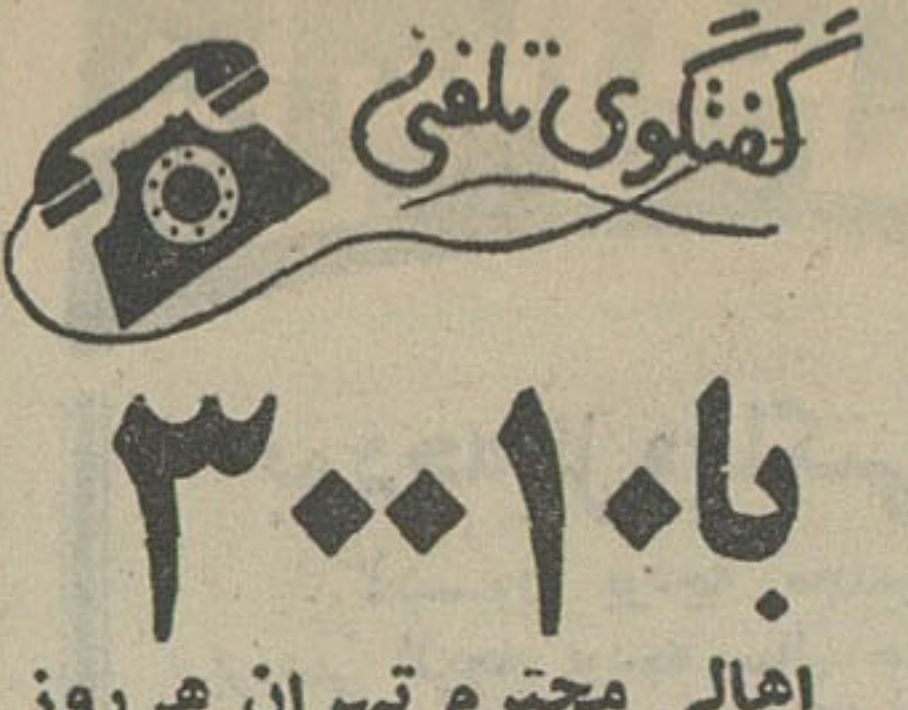 گفتگوی تلفنی
با ۳۰۰۱۰
اهالی محترم تهران هر روز